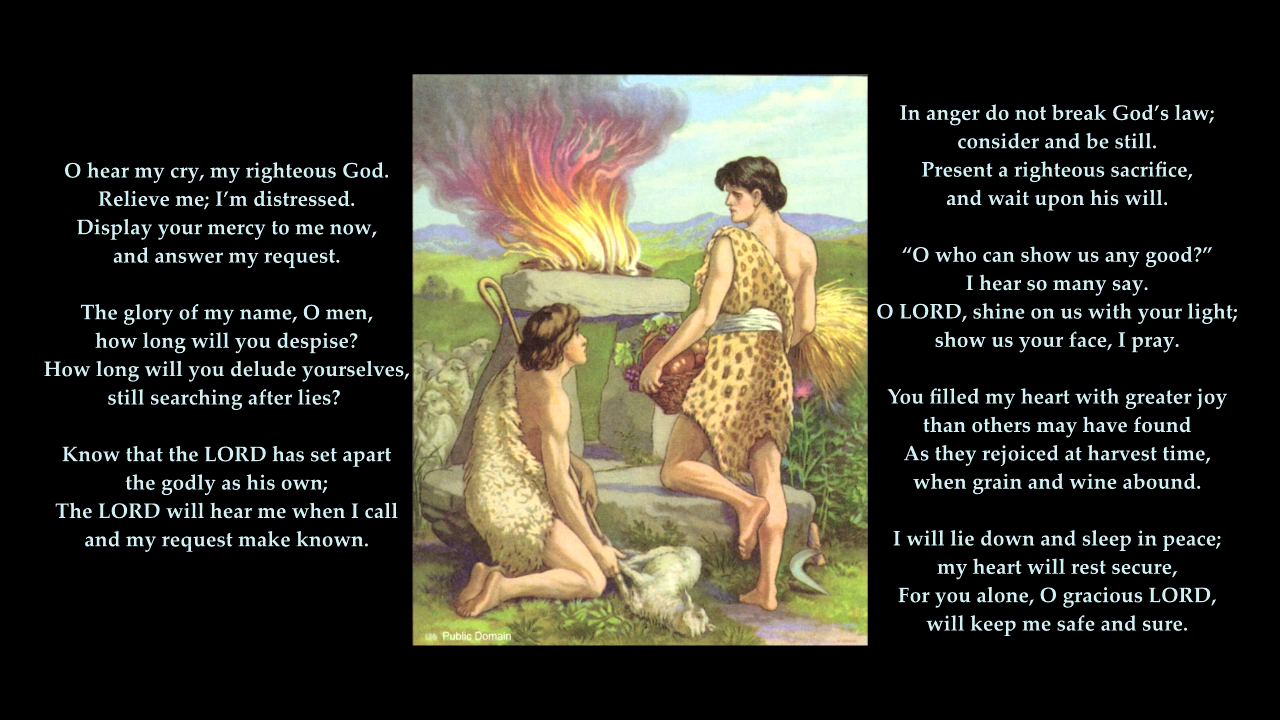 O hear my cry, my righteous God.
Relieve me; I’m distressed.
Display your mercy to me now,
and answer my request.
The glory of my name, O men,
how long will you despise?
How long will you delude yourselves,
still searching after lies?
Know that the LORD has set apart
the godly as his own;
The LORD will hear me when I call
and my request make known.
In anger do not break God’s law;
consider and be still.
Present a righteous sacrifice,
and wait upon his will.
“O who can show us any good?”
I hear so many say.
O LORD, shine on us with your light;
show us your face, I pray.
You filled my heart with greater joy
than others may have found
As they rejoiced at harvest time,
when grain and wine abound.
I will lie down and sleep in peace;
my heart will rest secure,
For you alone, O gracious LORD,
will keep me safe and sure.
Public Domain